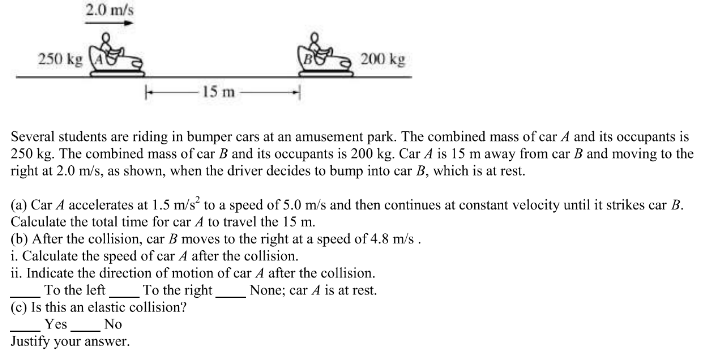 2.0 m/s
250 kg A B 200 kg
15 m
Several students are riding in bumper cars at an amusement park. The combined mass of car A and its occupants is
250 kg. The combined mass of car B and its occupants is 200 kg. Car A is 15 m away from car B and moving to the
right at 2.0 m/s, as shown, when the driver decides to bump into car B, which is at rest.
(a) Car A accelerates at 1.5 m/s² to a speed of 5.0 m/s and then continues at constant velocity until it strikes car B.
Calculate the total time for car A to travel the 15 m.
(b) After the collision, car B moves to the right at a speed of 4.8 m/s .
i. Calculate the speed of car A after the collision.
ii. Indicate the direction of motion of car A after the collision.
____ To the left ____ To the right ____ None; car A is at rest.
(c) Is this an elastic collision?
____ Yes ____ No
Justify your answer.